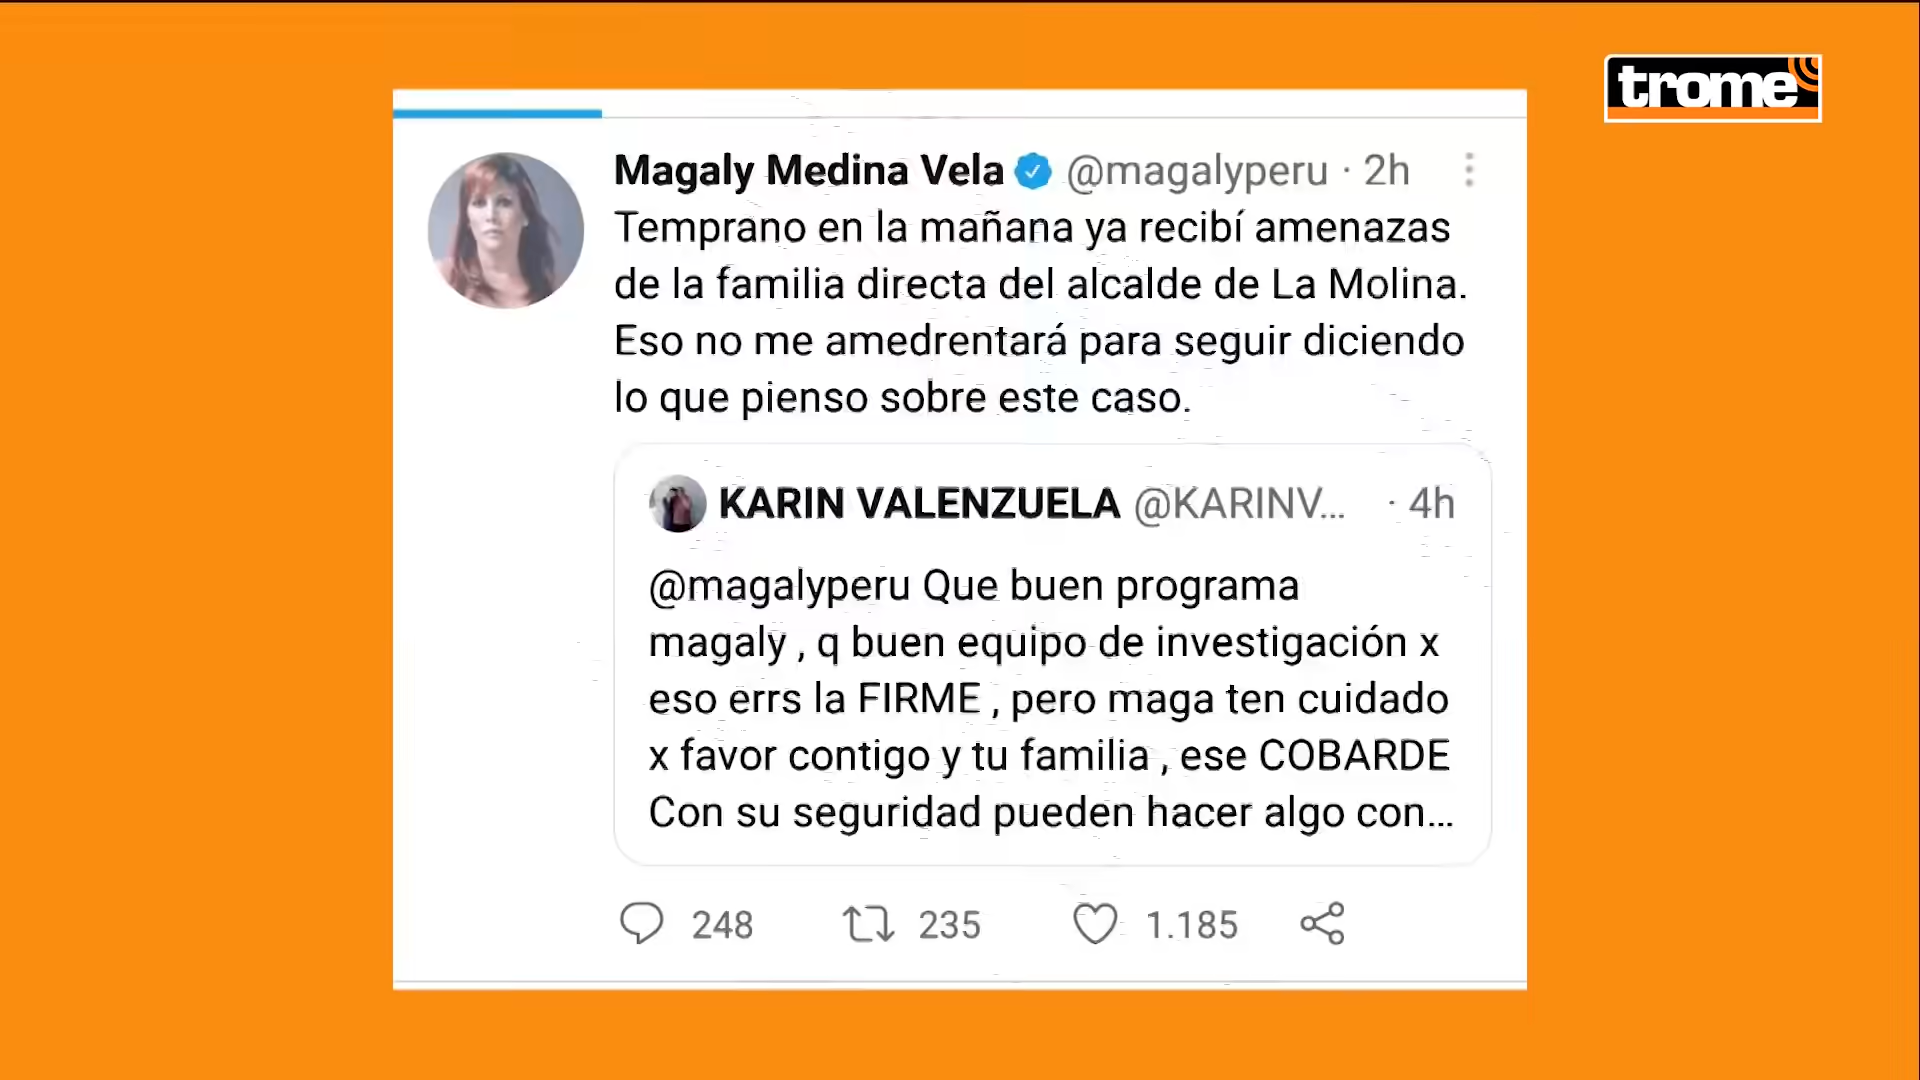 trome
Magaly Medina Vela @magalyperu · 2h
Temprano en la mañana ya recibí amenazas
de la familia directa del alcalde de La Molina.
Eso no me amedrentará para seguir diciendo
lo que pienso sobre este caso.
KARIN VALENZUELA @KARINV... · 4h
@magalyperu Que buen programa
magaly , q buen equipo de investigación x
eso errs la FIRME , pero maga ten cuidado
x favor contigo y tu familia , ese COBARDE
Con su seguridad pueden hacer algo con...
248 235 1.185